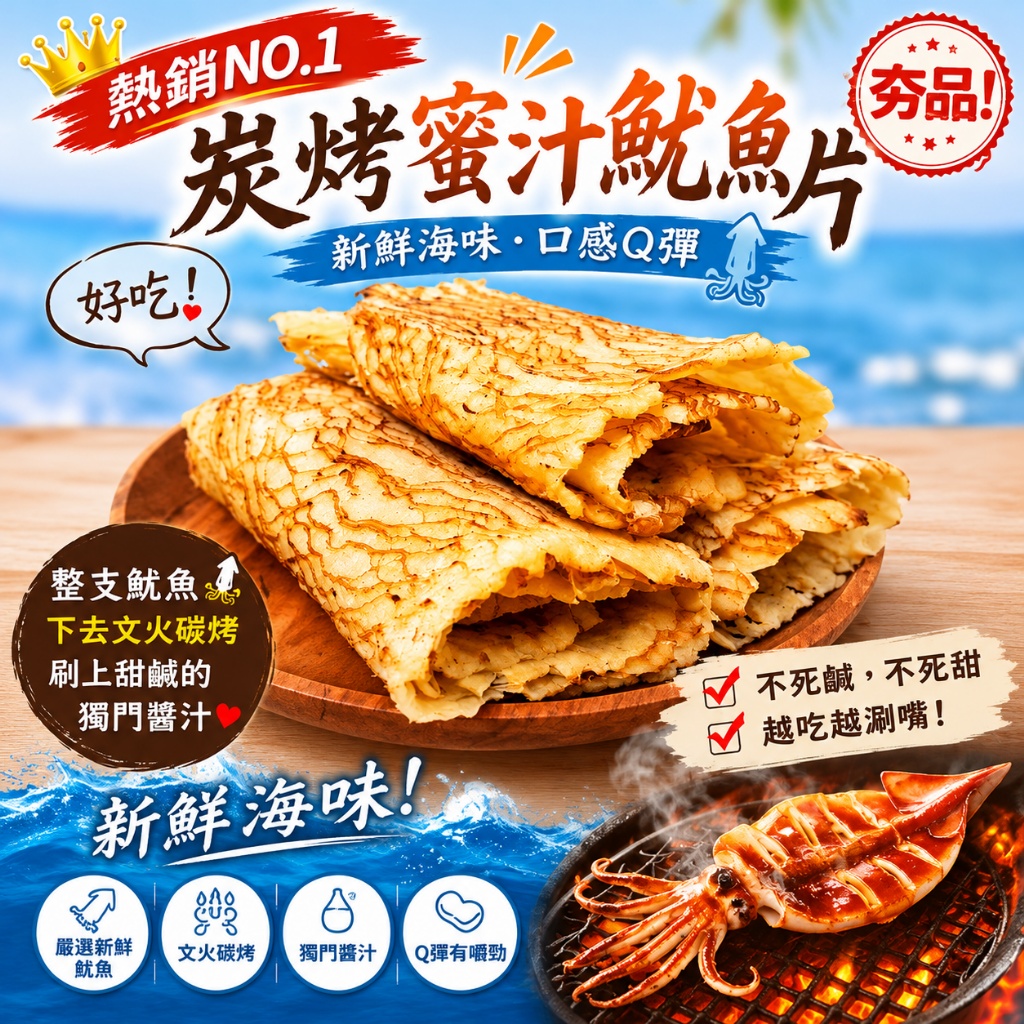 熱銷NO.1
夯品!
炭烤蜜汁魷魚片
新鮮海味·口感Q彈
好吃!
整支魷魚
下去文火碳烤
刷上甜鹹的
獨門醬汁
不死鹹，不死甜
越吃越涮嘴!
新鮮海味!
嚴選新鮮
魷魚
文火碳烤
獨門醬汁
Q彈有嚼勁